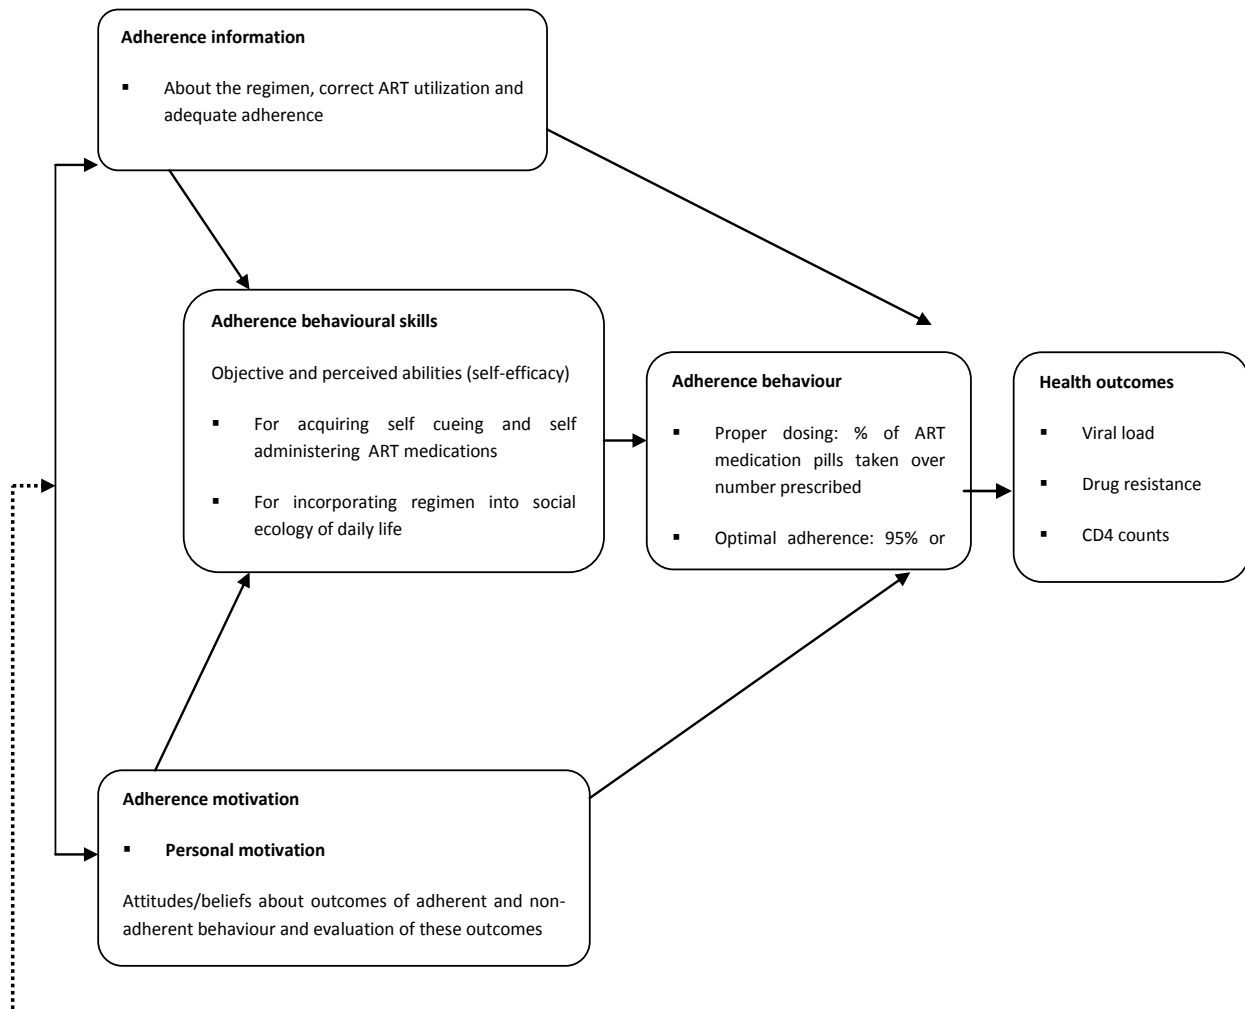 Adherence information
▪ About the regimen, correct ART utilization and
adequate adherence
Adherence behavioural skills
Objective and perceived abilities (self-efficacy)
▪ For acquiring self cueing and self
administering ART medications
▪ For incorporating regimen into social
ecology of daily life
Adherence behaviour
▪ Proper dosing: % of ART
medication pills taken over
number prescribed
▪ Optimal adherence: 95% or
Health outcomes
▪ Viral load
▪ Drug resistance
▪ CD4 counts
Adherence motivation
▪ Personal motivation
Attitudes/beliefs about outcomes of adherent and non-
adherent behaviour and evaluation of these outcomes